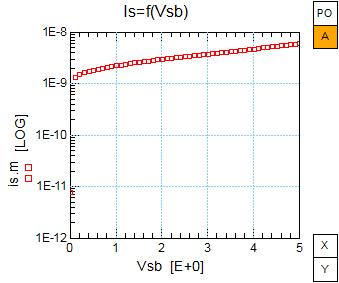 Is=f(Vsb)
PO
A
1E-8
1E-9
1E-10
1E-11
1E-12
is.m [LOG]
0 1 2 3 4 5
Vsb [E+0]
X
Y